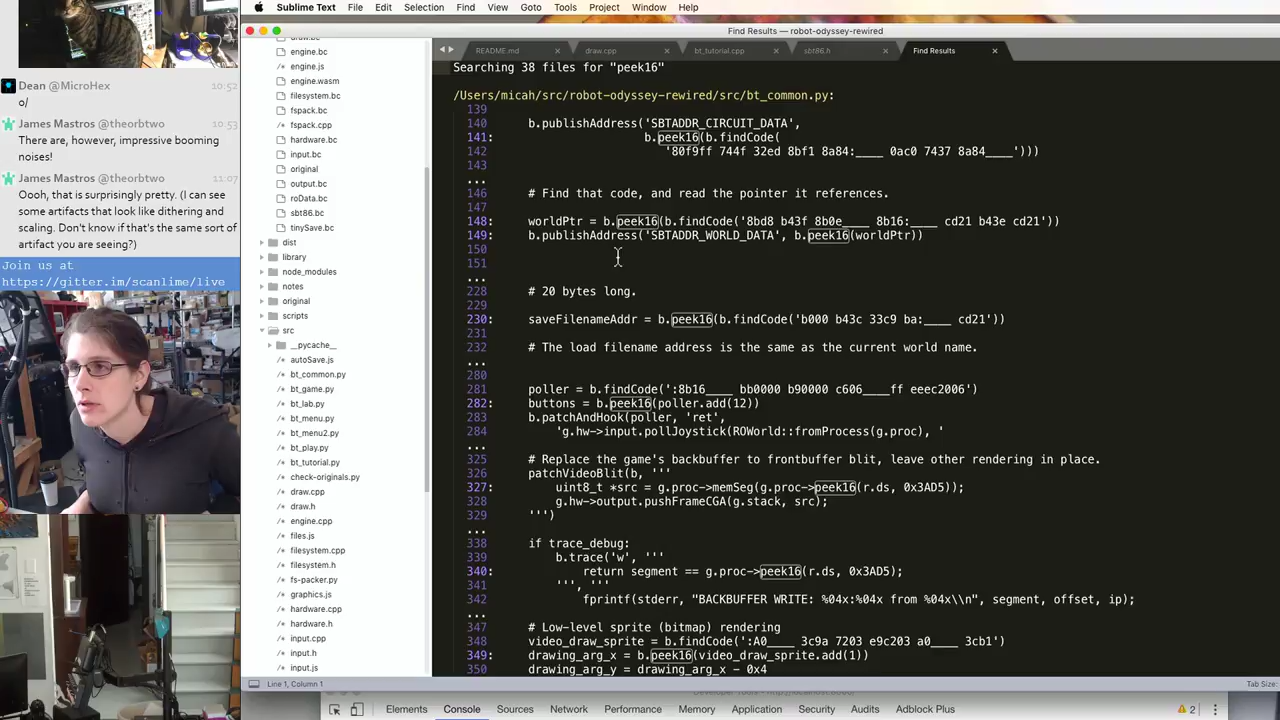 Sublime Text File Edit Selection Find View Goto Tools Project Window Help
Find Results — robot-odyssey-rewired
README.md × draw.cpp × bt_tutorial.cpp × sbt86.h × Find Results ×
Dean @MicroHex 10:52
o/
James Mastros @theorbtwo 10:53
There are, however, impressive booming
noises!
James Mastros @theorbtwo 11:07
Oooh, that is surprisingly pretty. (I can see
some artifacts that look like dithering and
scaling. Don't know if that's the same sort of
artifact you are seeing?)
Join us at
https://gitter.im/scanlime/live
draw.bc
engine.bc
engine.js
engine.wasm
filesystem.bc
fspack.bc
fspack.cpp
hardware.bc
input.bc
original
output.bc
roData.bc
sbt86.bc
tinySave.bc
dist
library
node_modules
notes
original
scripts
src
__pycache__
autoSave.js
bt_common.py
bt_game.py
bt_lab.py
bt_menu.py
bt_menu2.py
bt_play.py
bt_tutorial.py
check-originals.py
draw.cpp
draw.h
engine.cpp
files.js
filesystem.cpp
filesystem.h
fs-packer.py
graphics.js
hardware.cpp
hardware.h
input.cpp
input.h
input.js
Searching 38 files for "peek16"
/Users/micah/src/robot-odyssey-rewired/src/bt_common.py:
139
140 b.publishAddress('SBTADDR_CIRCUIT_DATA',
141: b.peek16(b.findCode(
142 '80f9ff 744f 32ed 8bf1 8a84:____ 0ac0 7437 8a84____')))
143
...
146 # Find that code, and read the pointer it references.
147
148: worldPtr = b.peek16(b.findCode('8bd8 b43f 8b0e____ 8b16:____ cd21 b43e cd21'))
149: b.publishAddress('SBTADDR_WORLD_DATA', b.peek16(worldPtr))
150
151
...
228 # 20 bytes long.
229
230: saveFilenameAddr = b.peek16(b.findCode('b000 b43c 33c9 ba:____ cd21'))
231
232 # The load filename address is the same as the current world name.
...
280
281 poller = b.findCode(':8b16____ bb0000 b90000 c606____ff eeec2006')
282: buttons = b.peek16(poller.add(12))
283 b.patchAndHook(poller, 'ret',
284 'g.hw->input.pollJoystick(ROWorld::fromProcess(g.proc), '
...
325 # Replace the game's backbuffer to frontbuffer blit, leave other rendering in place.
326 patchVideoBlit(b, '''
327: uint8_t *src = g.proc->memSeg(g.proc->peek16(r.ds, 0x3AD5));
328 g.hw->output.pushFrameCGA(g.stack, src);
329 ''')
...
338 if trace_debug:
339 b.trace('w', '''
340: return segment == g.proc->peek16(r.ds, 0x3AD5);
341 ''', '''
342 fprintf(stderr, "BACKBUFFER WRITE: %04x:%04x from %04x\\n", segment, offset, ip);
...
347 # Low-level sprite (bitmap) rendering
348 video_draw_sprite = b.findCode(':A0____ 3c9a 7203 e9c203 a0____ 3cb1')
349: drawing_arg_x = b.peek16(video_draw_sprite.add(1))
350 drawing_arg_y = drawing_arg_x - 0x4
Line 1, Column 1 Tab Size:
Elements Console Sources Network Performance Memory Application Security Audits Adblock Plus 2